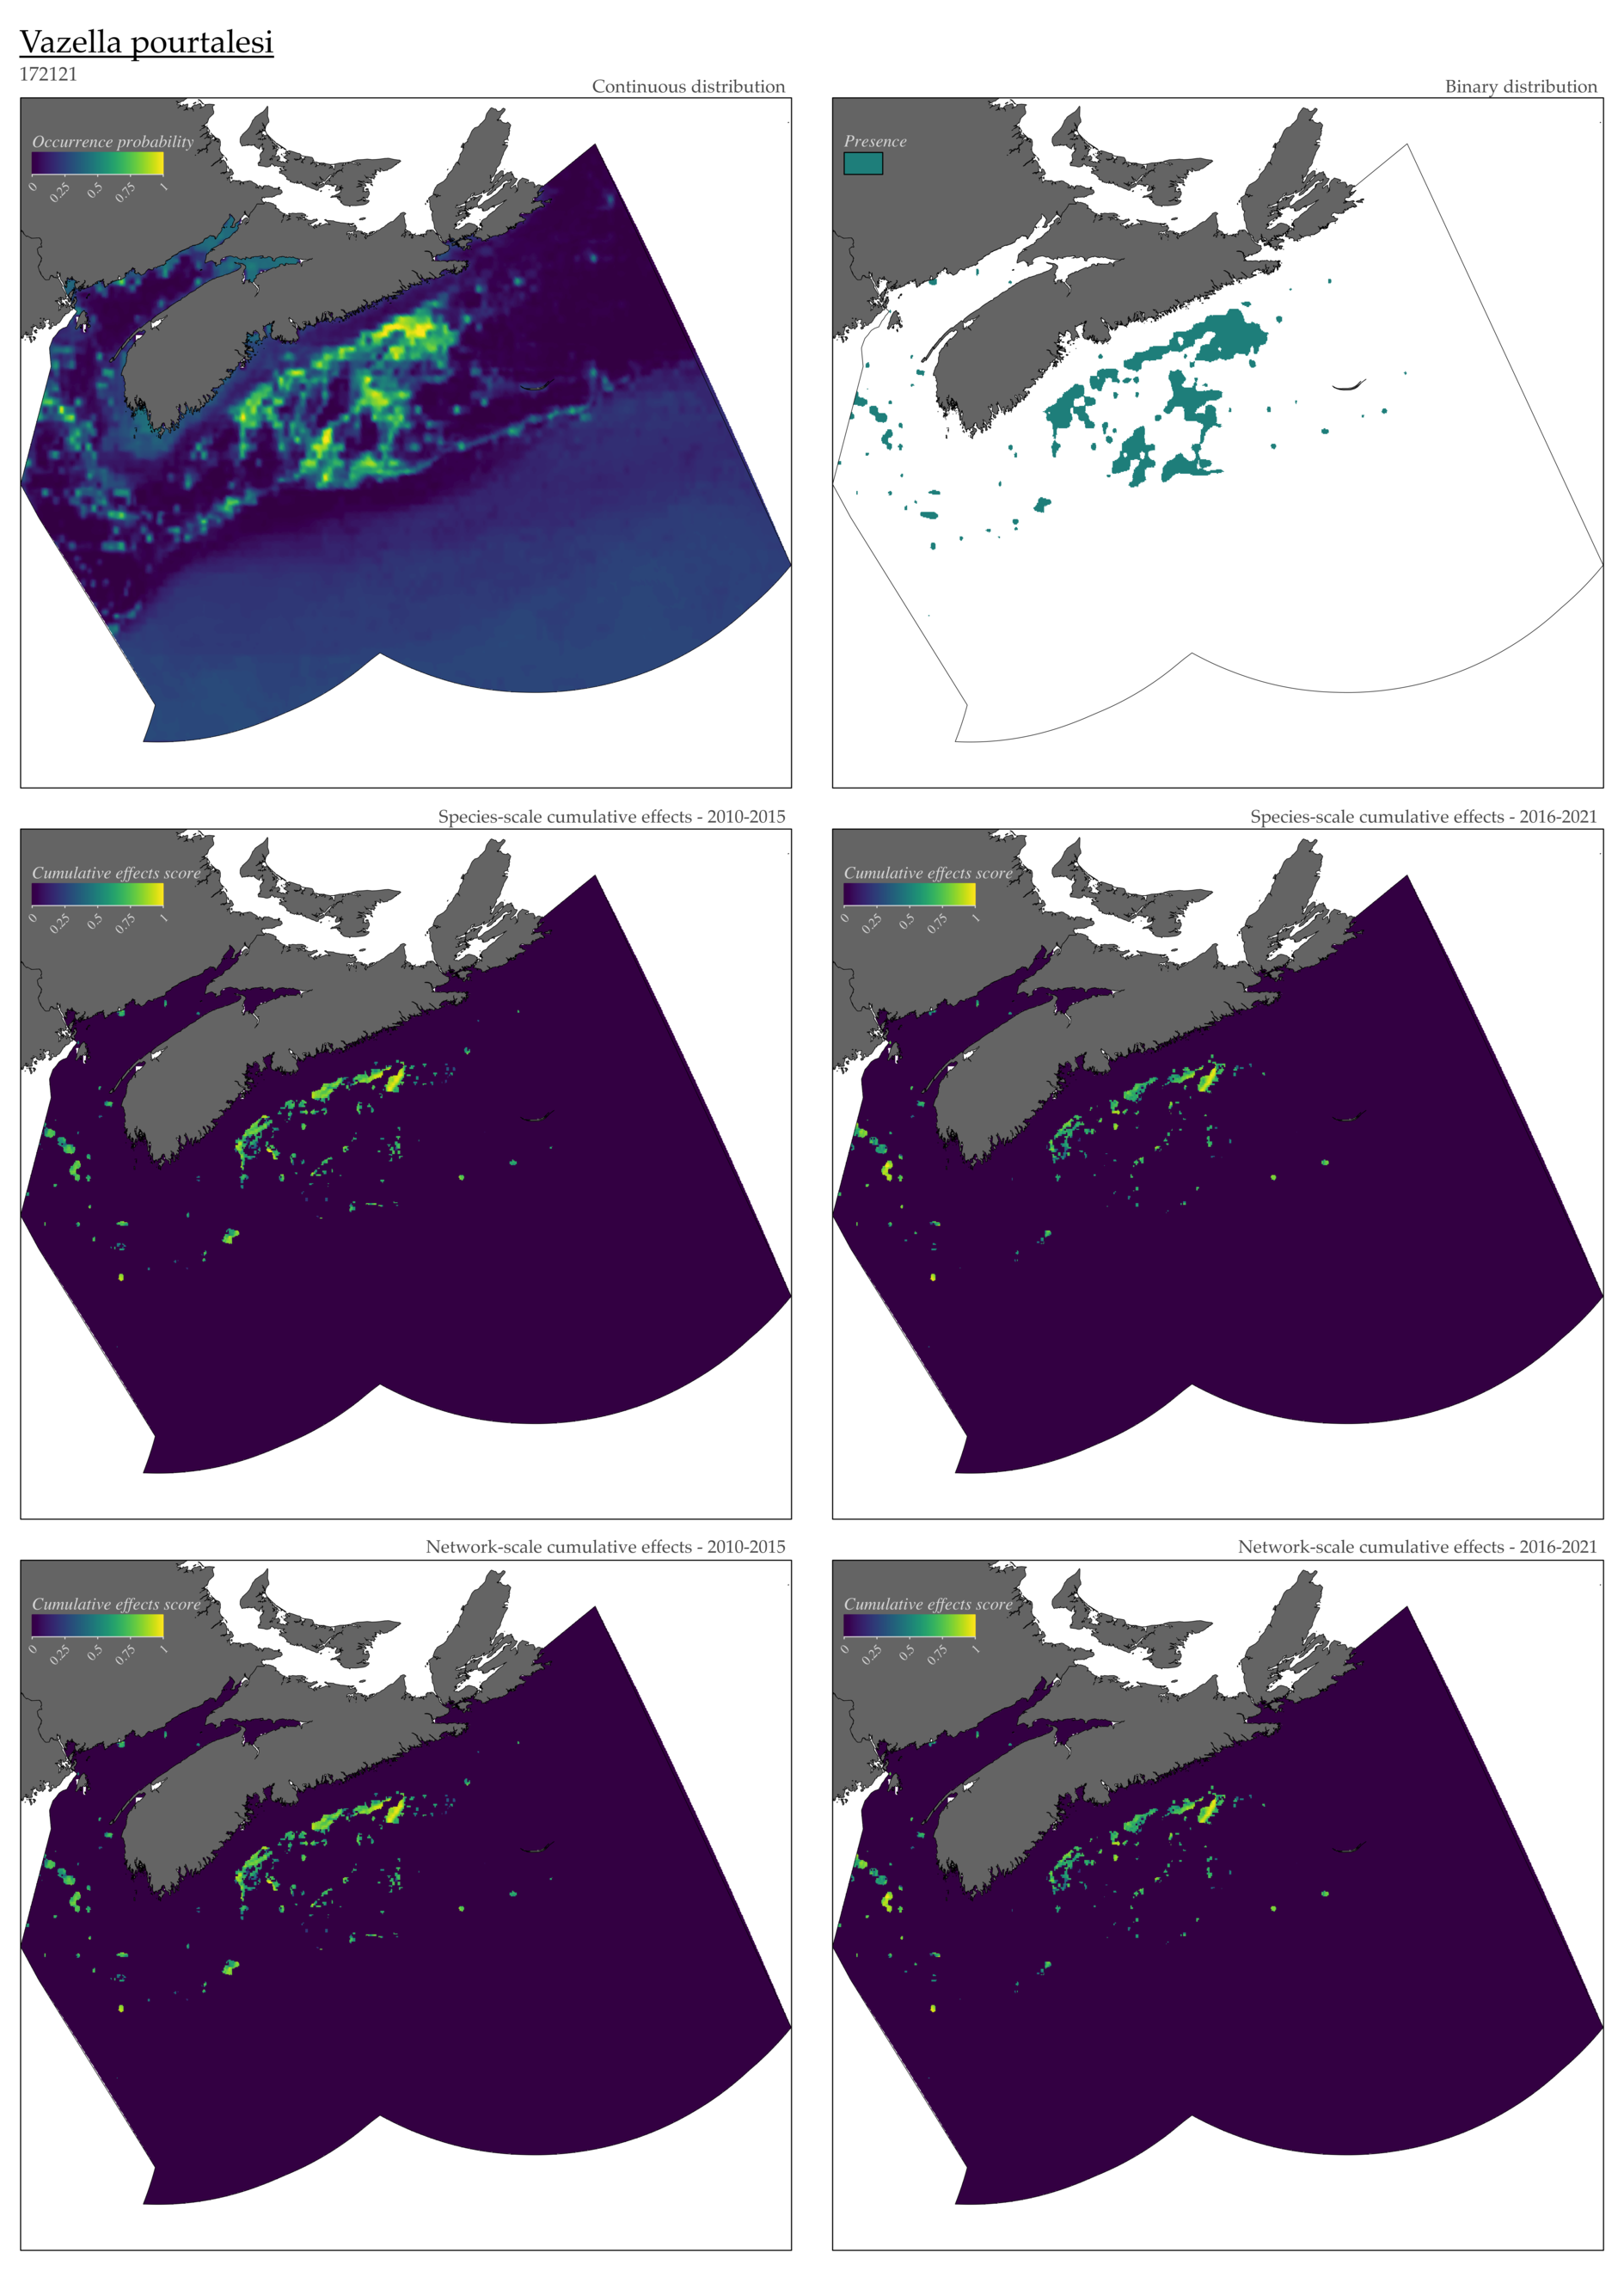 Vazella pourtalesi
172121
Continuous distribution
Occurrence probability
0 0.25 0.5 0.75 1
Binary distribution
Presence
Species-scale cumulative effects - 2010-2015
Cumulative effects score
0 0.25 0.5 0.75 1
Species-scale cumulative effects - 2016-2021
Cumulative effects score
0 0.25 0.5 0.75 1
Network-scale cumulative effects - 2010-2015
Cumulative effects score
0 0.25 0.5 0.75 1
Network-scale cumulative effects - 2016-2021
Cumulative effects score
0 0.25 0.5 0.75 1